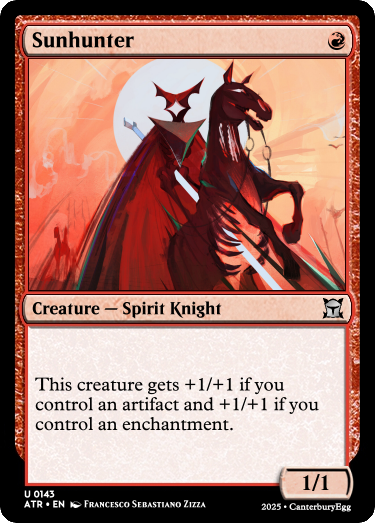 Sunhunter
Creature — Spirit Knight
This creature gets +1/+1 if you
control an artifact and +1/+1 if you
control an enchantment.
1/1
U 0143
ATR • EN Francesco Sebastiano Zizza
2025 • CanterburyEgg